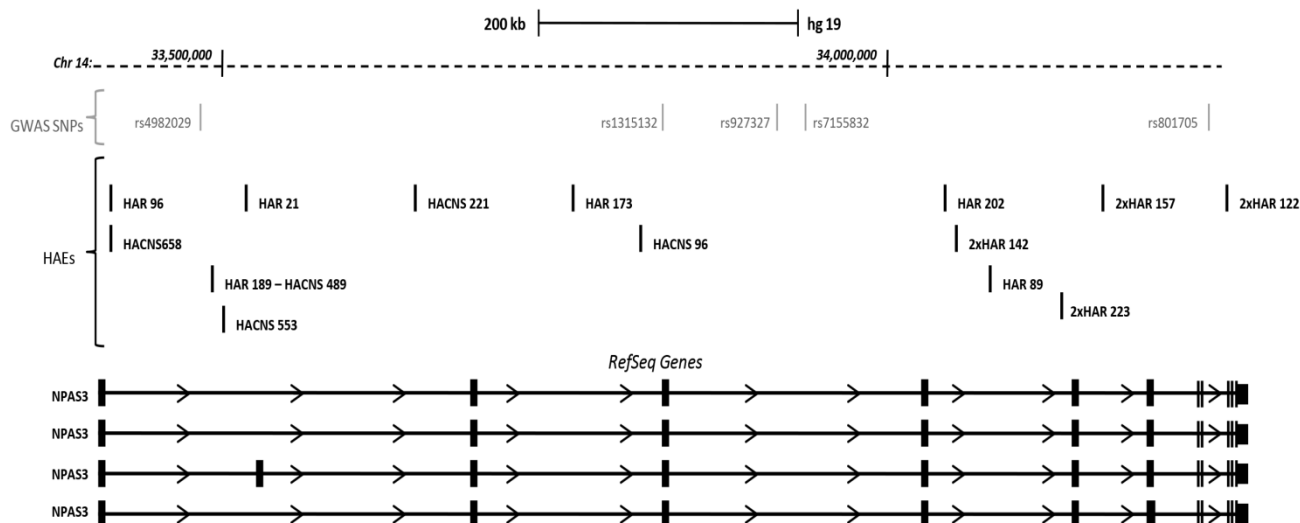 200 kb hg 19
Chr 14: 33,500,000 34,000,000
GWAS SNPs rs4982029 rs1315132 rs927327 rs7155832 rs801705
HAEs
HAR 96 HAR 21 HACNS 221 HAR 173 HAR 202 2xHAR 157 2xHAR 122
HACNS658 HACNS 96 2xHAR 142
HAR 189 – HACNS 489 HAR 89
HACNS 553 2xHAR 223
RefSeq Genes
NPAS3
NPAS3
NPAS3
NPAS3